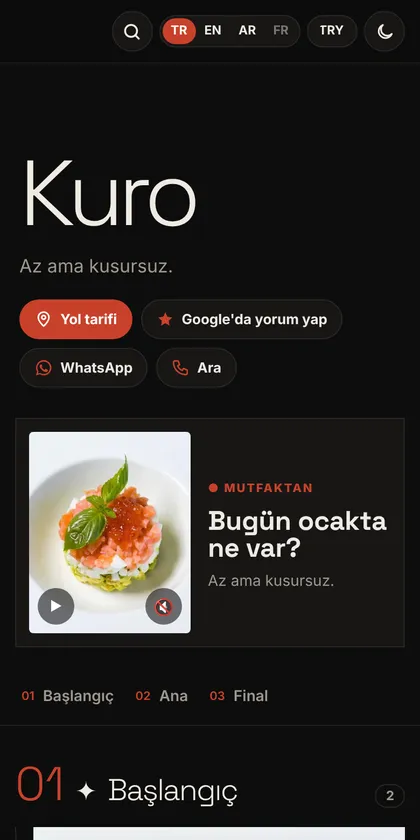 TR EN AR FR TRY
Kuro
Az ama kusursuz.
Yol tarifi Google'da yorum yap
WhatsApp Ara
MUTFAKTAN
Bugün ocakta
ne var?
Az ama kusursuz.
01 Başlangıç 02 Ana 03 Final
01 Başlangıç 2